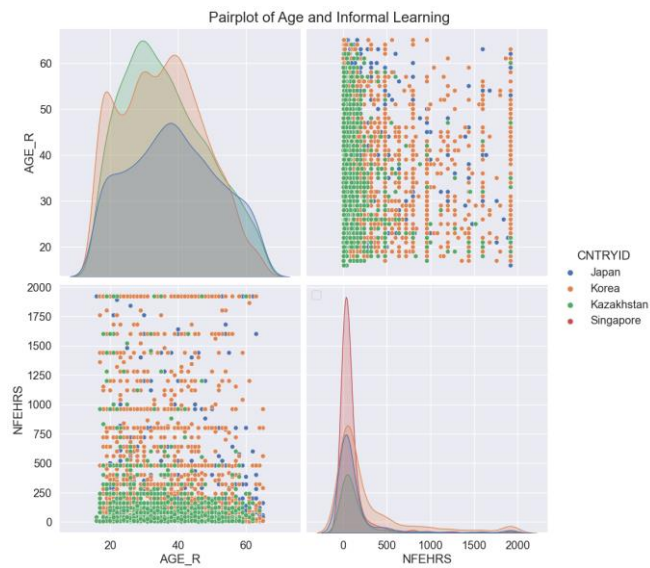 Pairplot of Age and Informal Learning
60
50
40
30
20
AGE_R
CNTRYID
Japan
Korea
Kazakhstan
Singapore
2000
1750
1500
1250
1000
750
500
250
0
NFEHRS
20 40 60
AGE_R
0 500 1000 1500 2000
NFEHRS